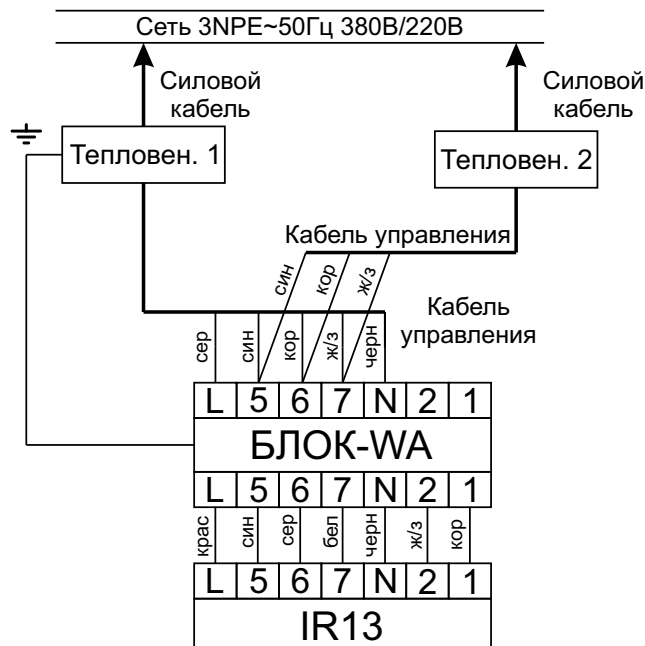 Сеть 3NPE~50Гц 380В/220В
Силовой
кабель
Силовой
кабель
Тепловен. 1
Тепловен. 2
Кабель управления
син
кор
ж/з
Кабель
управления
сер
син
кор
ж/з
черн
L 5 6 7 N 2 1
БЛОК-WA
L 5 6 7 N 2 1
крас
син
сер
бел
черн
ж/з
кор
L 5 6 7 N 2 1
IR13